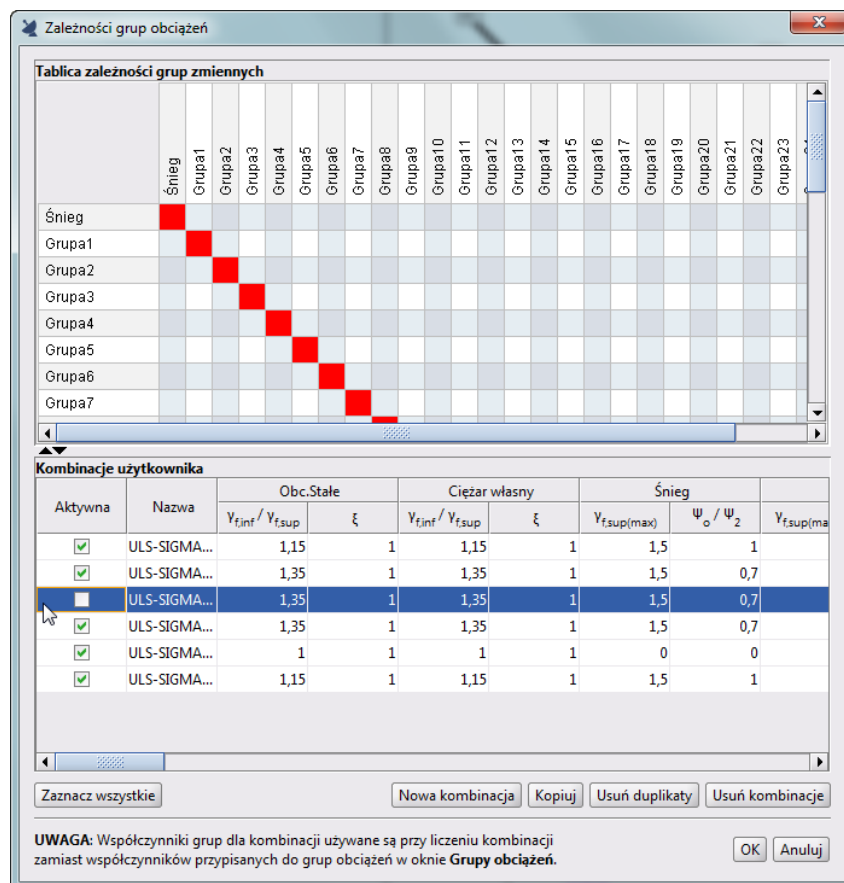 Zależności grup obciążeń
Tablica zależności grup zmiennych
Śnieg Grupa1 Grupa2 Grupa3 Grupa4 Grupa5 Grupa6 Grupa7 Grupa8 Grupa9 Grupa10 Grupa11 Grupa12 Grupa13 Grupa14 Grupa15 Grupa16 Grupa17 Grupa18 Grupa19 Grupa20 Grupa21 Grupa22 Grupa23
Śnieg
Grupa1
Grupa2
Grupa3
Grupa4
Grupa5
Grupa6
Grupa7
Kombinacje użytkownika
Aktywna Nazwa Obc.Stałe Ciężar własny Śnieg
γf,inf / γf,sup ξ γf,inf / γf,sup ξ γf,sup(max) Ψo / Ψ2 γf,sup(ma
ULS-SIGMA... 1,15 1 1,15 1 1,5 1
ULS-SIGMA... 1,35 1 1,35 1 1,5 0,7
ULS-SIGMA... 1,35 1 1,35 1 1,5 0,7
ULS-SIGMA... 1,35 1 1,35 1 1,5 0,7
ULS-SIGMA... 1 1 1 1 0 0
ULS-SIGMA... 1,15 1 1,15 1 1,5 1
Zaznacz wszystkie Nowa kombinacja Kopiuj Usuń duplikaty Usuń kombinacje
UWAGA: Współczynniki grup dla kombinacji używane są przy liczeniu kombinacji
zamiast współczynników przypisanych do grup obciążeń w oknie Grupy obciążeń.
OK Anuluj